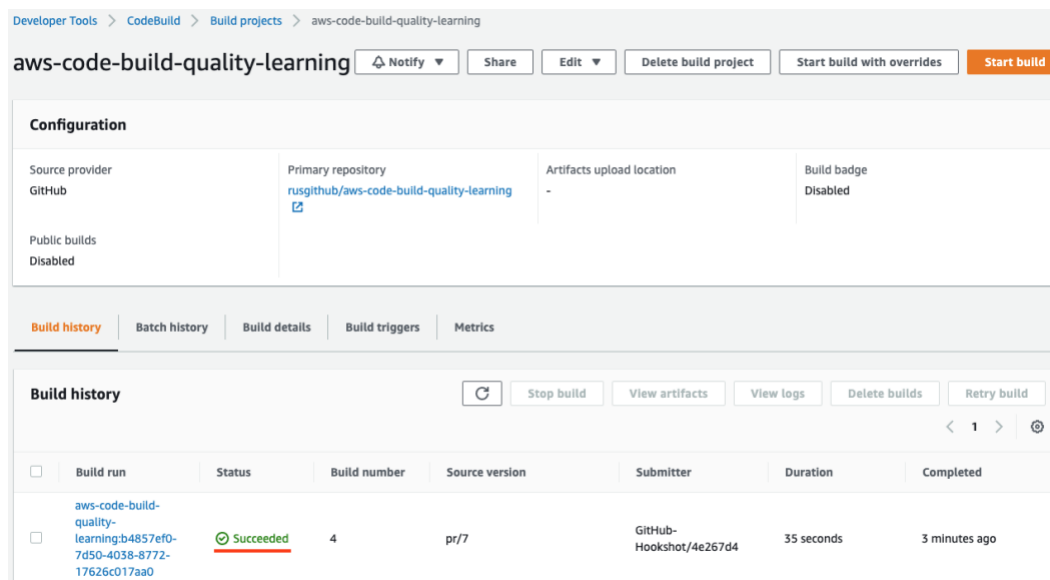 Developer Tools > CodeBuild > Build projects > aws-code-build-quality-learning
aws-code-build-quality-learning Notify Share Edit Delete build project Start build with overrides Start build
Configuration
Source provider Primary repository Artifacts upload location Build badge
GitHub rusgithub/aws-code-build-quality-learning - Disabled
Public builds
Disabled
Build history Batch history Build details Build triggers Metrics
Build history Stop build View artifacts View logs Delete builds Retry build
< 1 >
Build run Status Build number Source version Submitter Duration Completed
aws-code-build-
quality-
learning:b4857ef0-
7d50-4038-8772-
17626c017aa0
Succeeded 4 pr/7
GitHub-
Hookshot/4e267d4
35 seconds 3 minutes ago